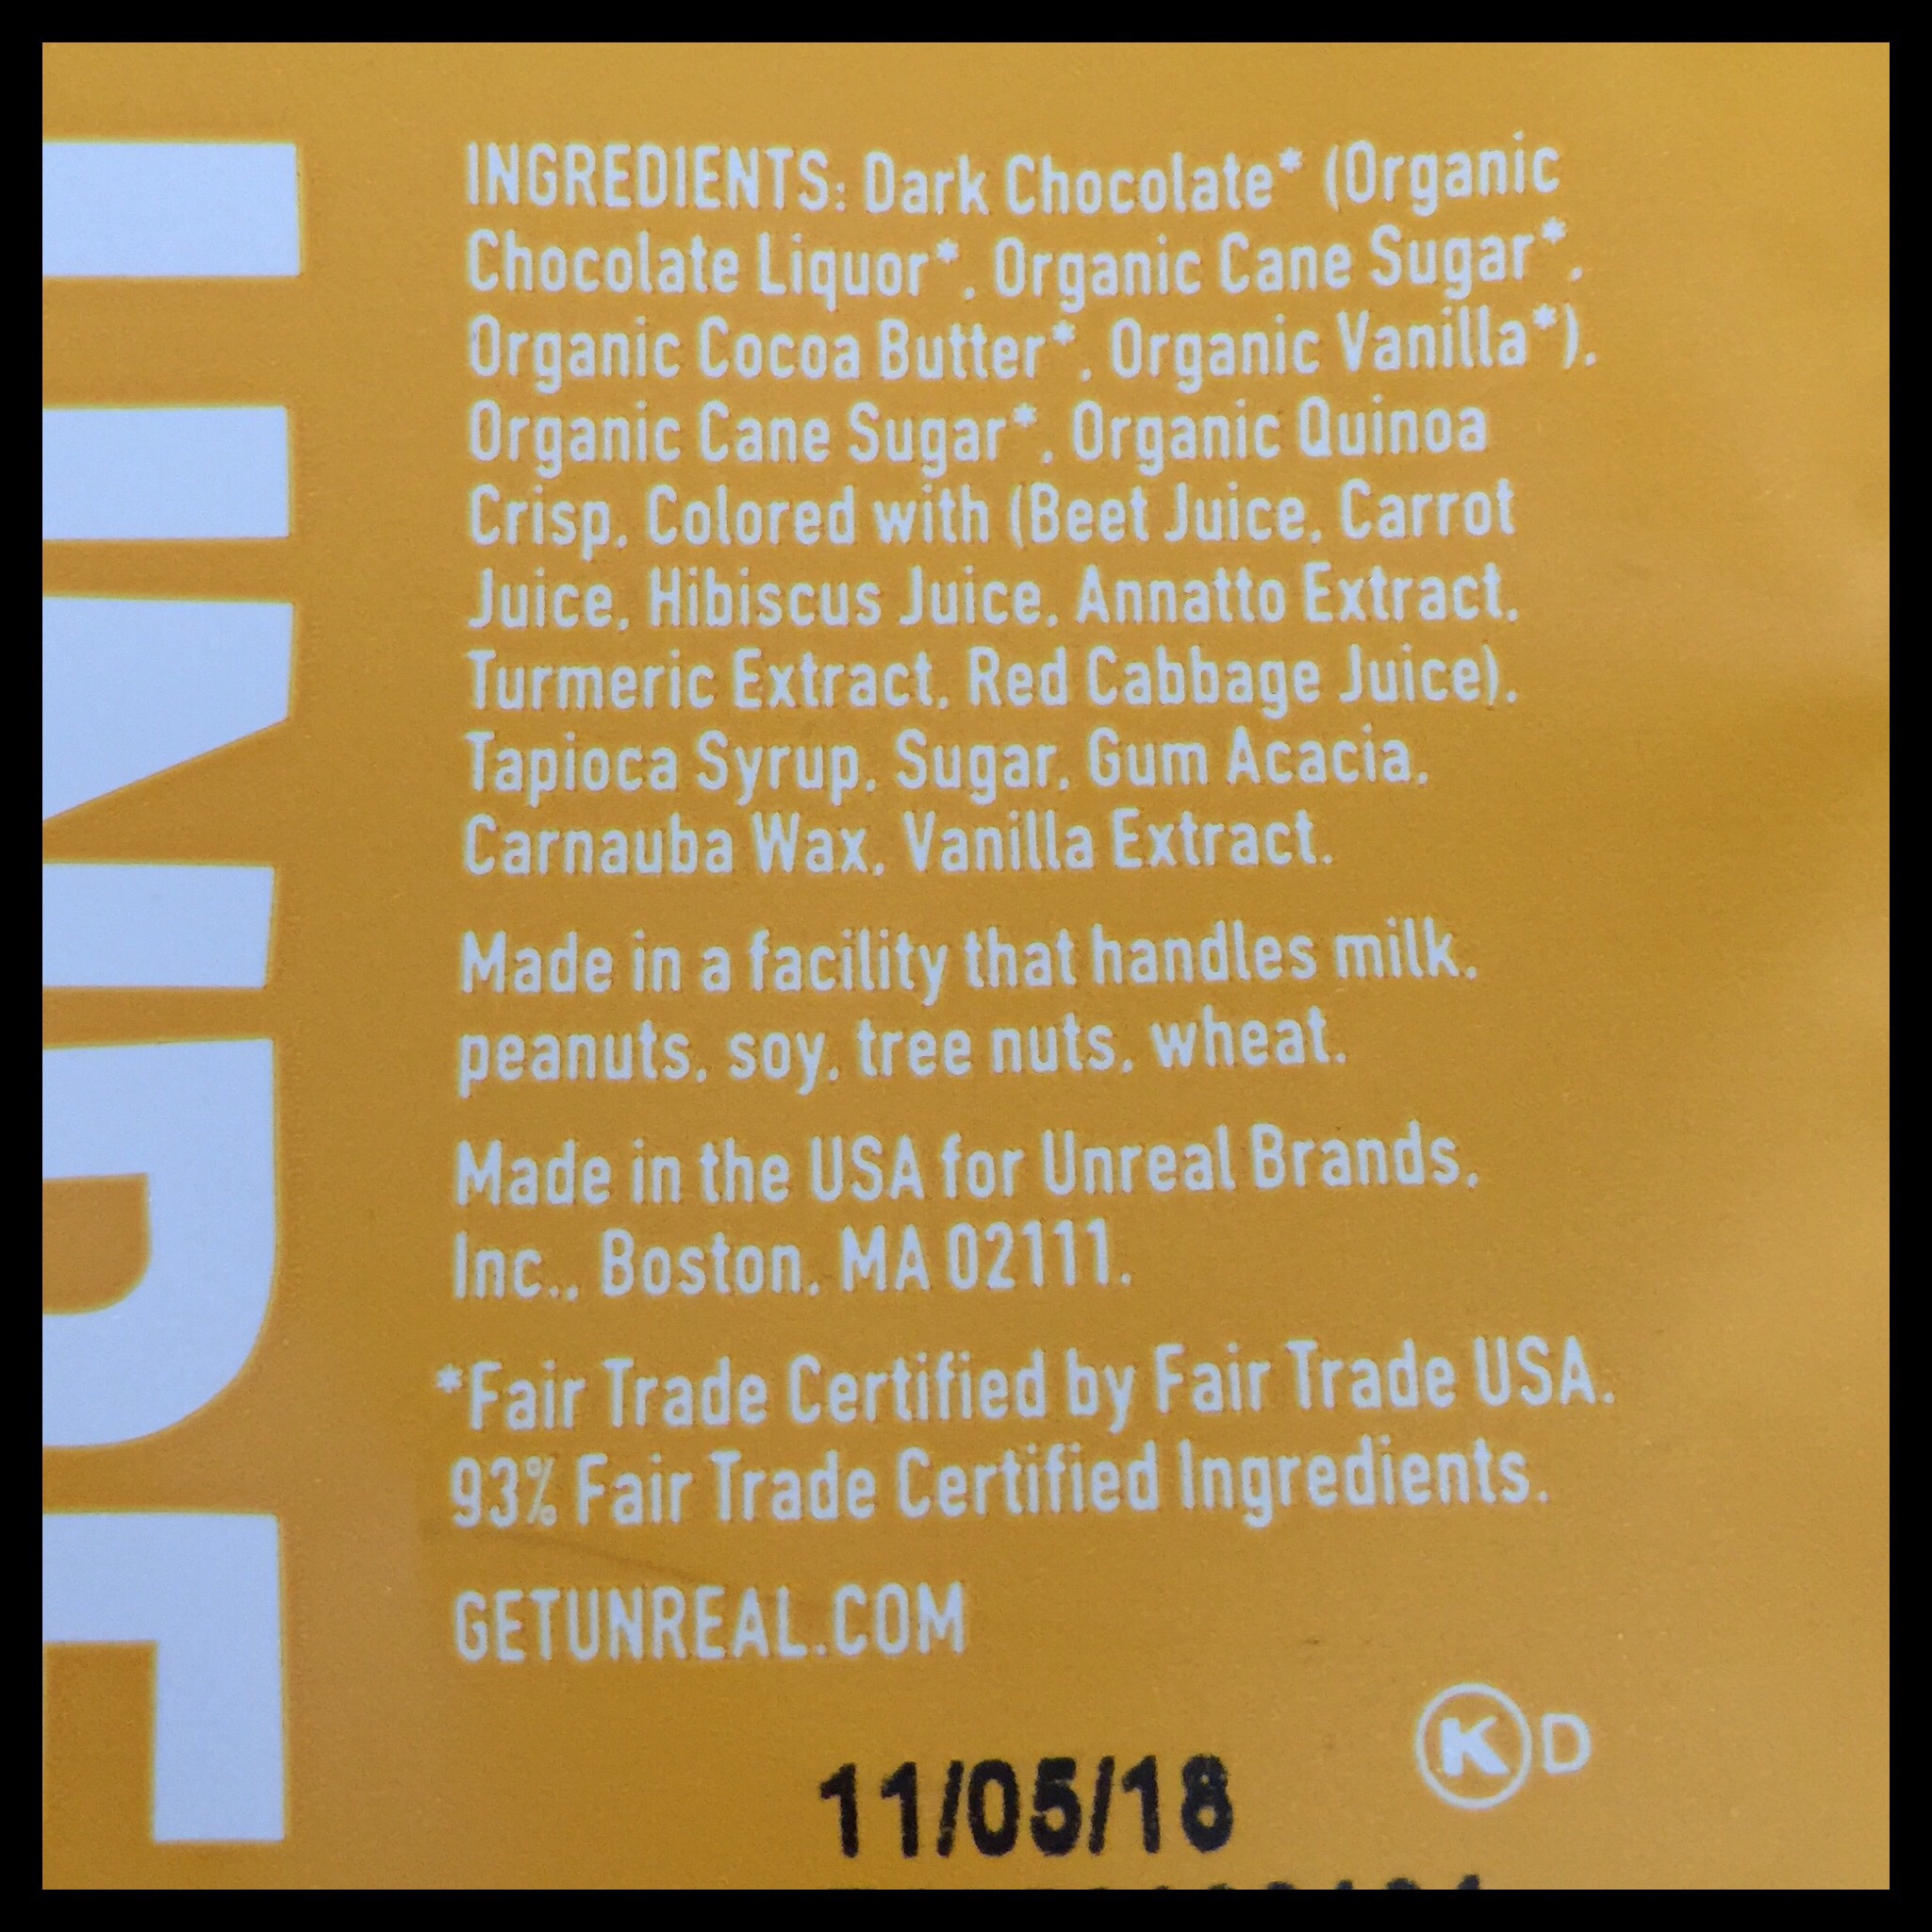 INGREDIENTS: Dark Chocolate* (Organic
Chocolate Liquor*, Organic Cane Sugar*,
Organic Cocoa Butter*, Organic Vanilla*),
Organic Cane Sugar*, Organic Quinoa
Crisp, Colored with (Beet Juice, Carrot
Juice, Hibiscus Juice, Annatto Extract,
Turmeric Extract, Red Cabbage Juice),
Tapioca Syrup, Sugar, Gum Acacia,
Carnauba Wax, Vanilla Extract.
Made in a facility that handles milk,
peanuts, soy, tree nuts, wheat.
Made in the USA for Unreal Brands,
Inc., Boston, MA 02111.
*Fair Trade Certified by Fair Trade USA.
93% Fair Trade Certified Ingredients.
GETUNREAL.COM
K D
11/05/18